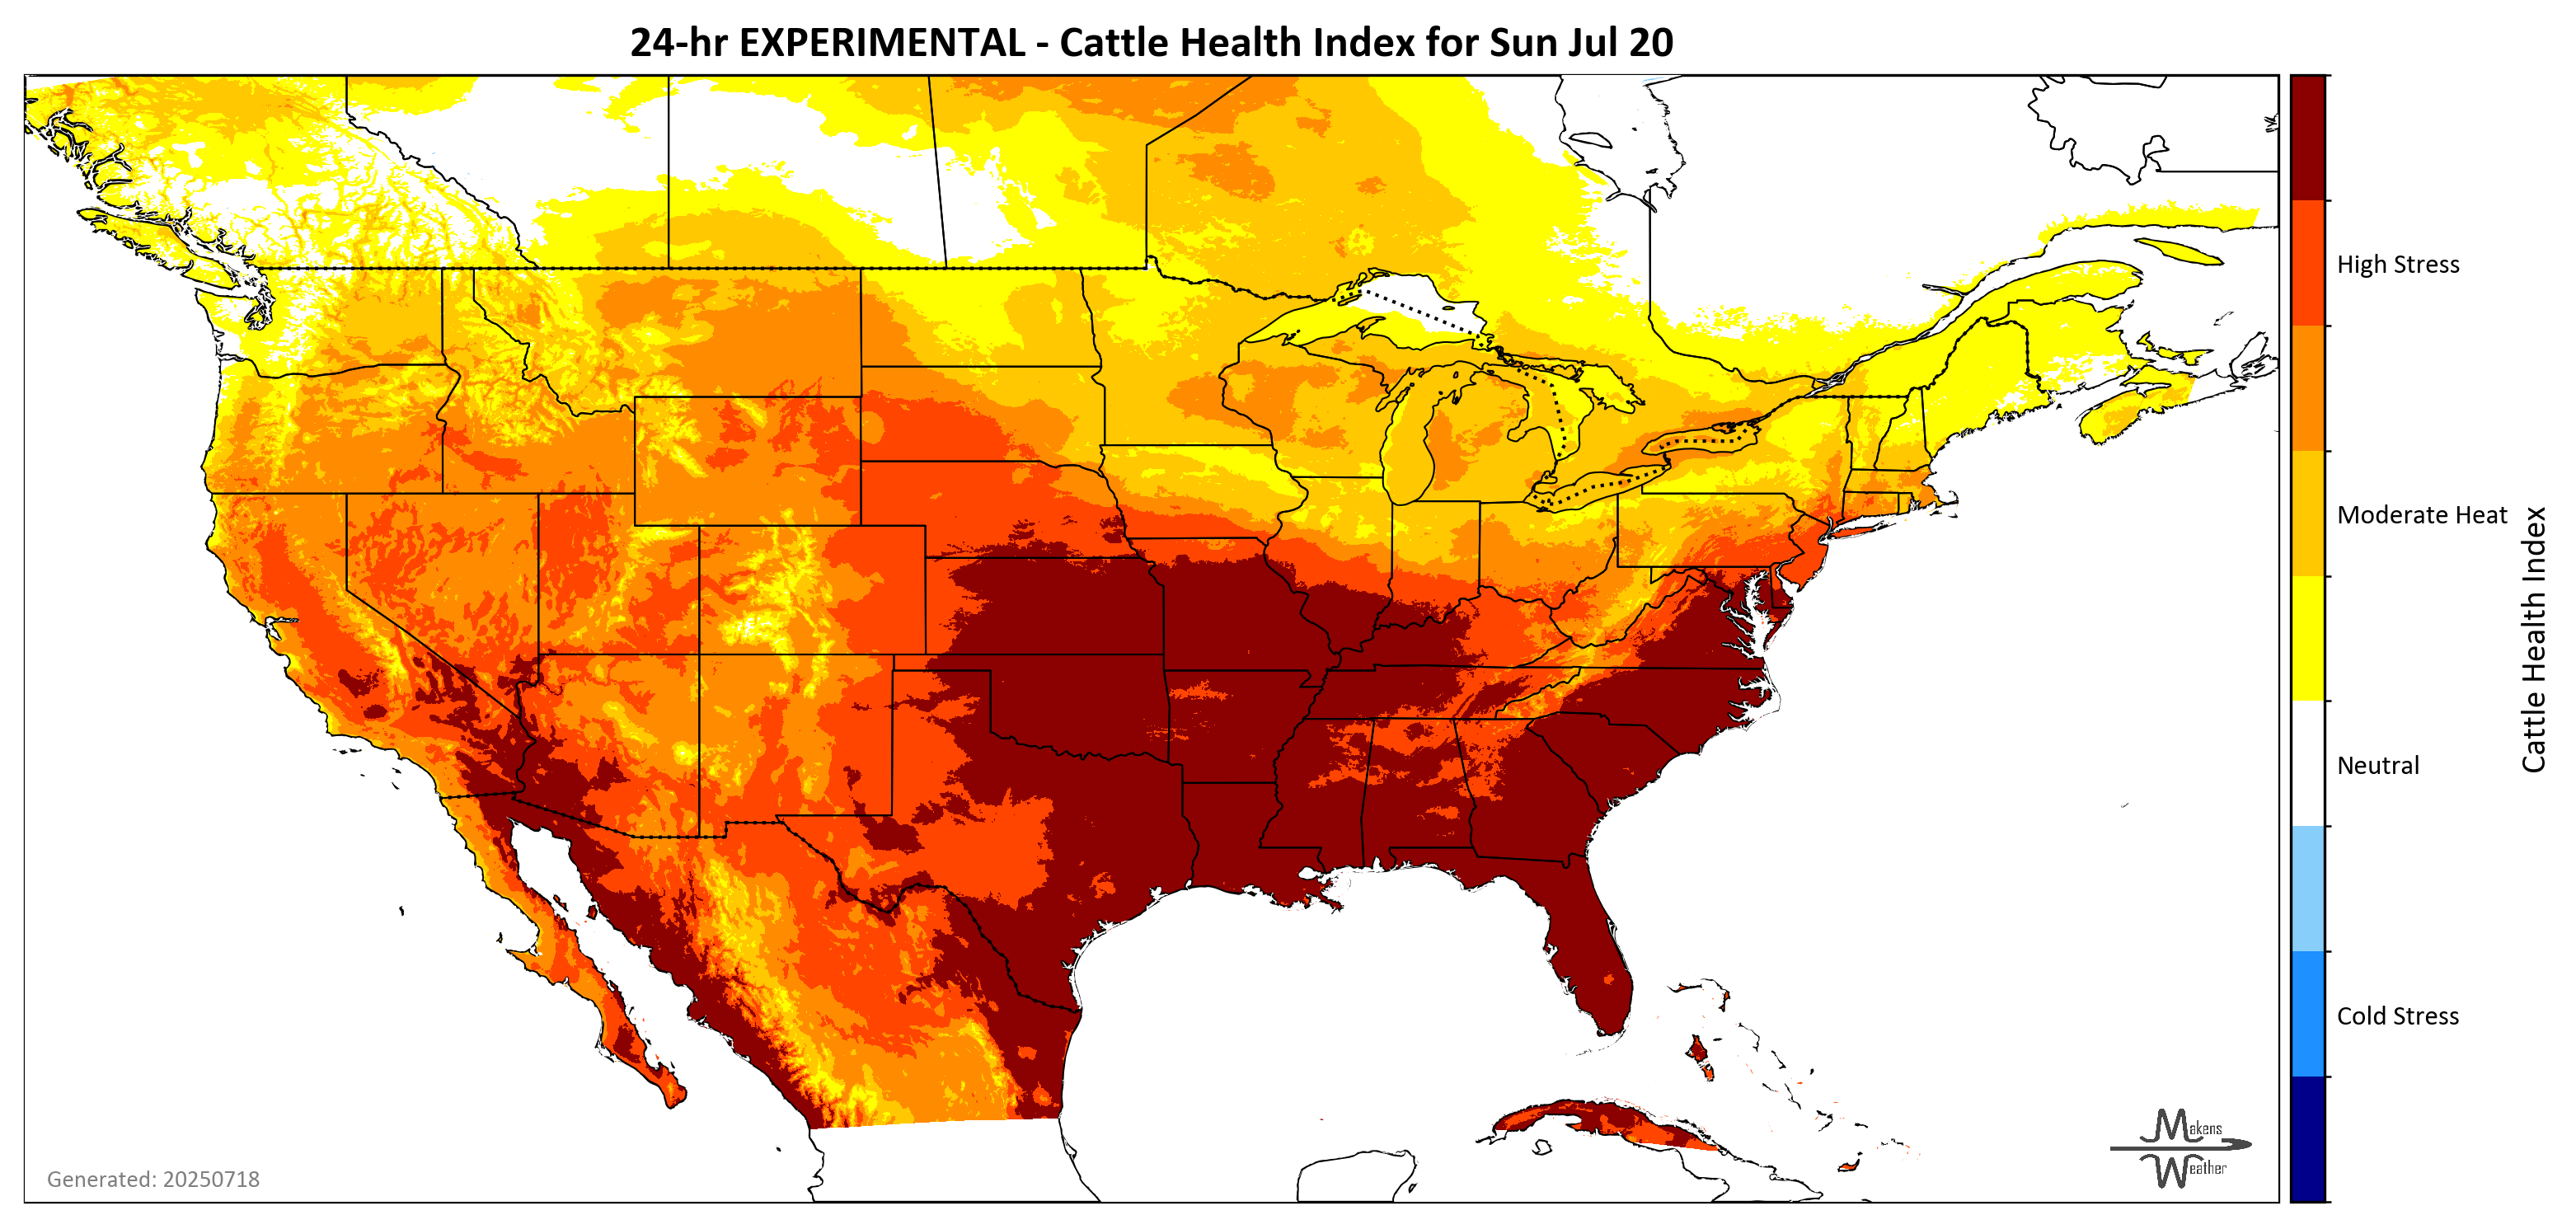 24-hr EXPERIMENTAL - Cattle Health Index for Sun Jul 20
High Stress
Moderate Heat
Neutral
Cold Stress
Cattle Health Index
Generated: 20250718
Makens
Weather